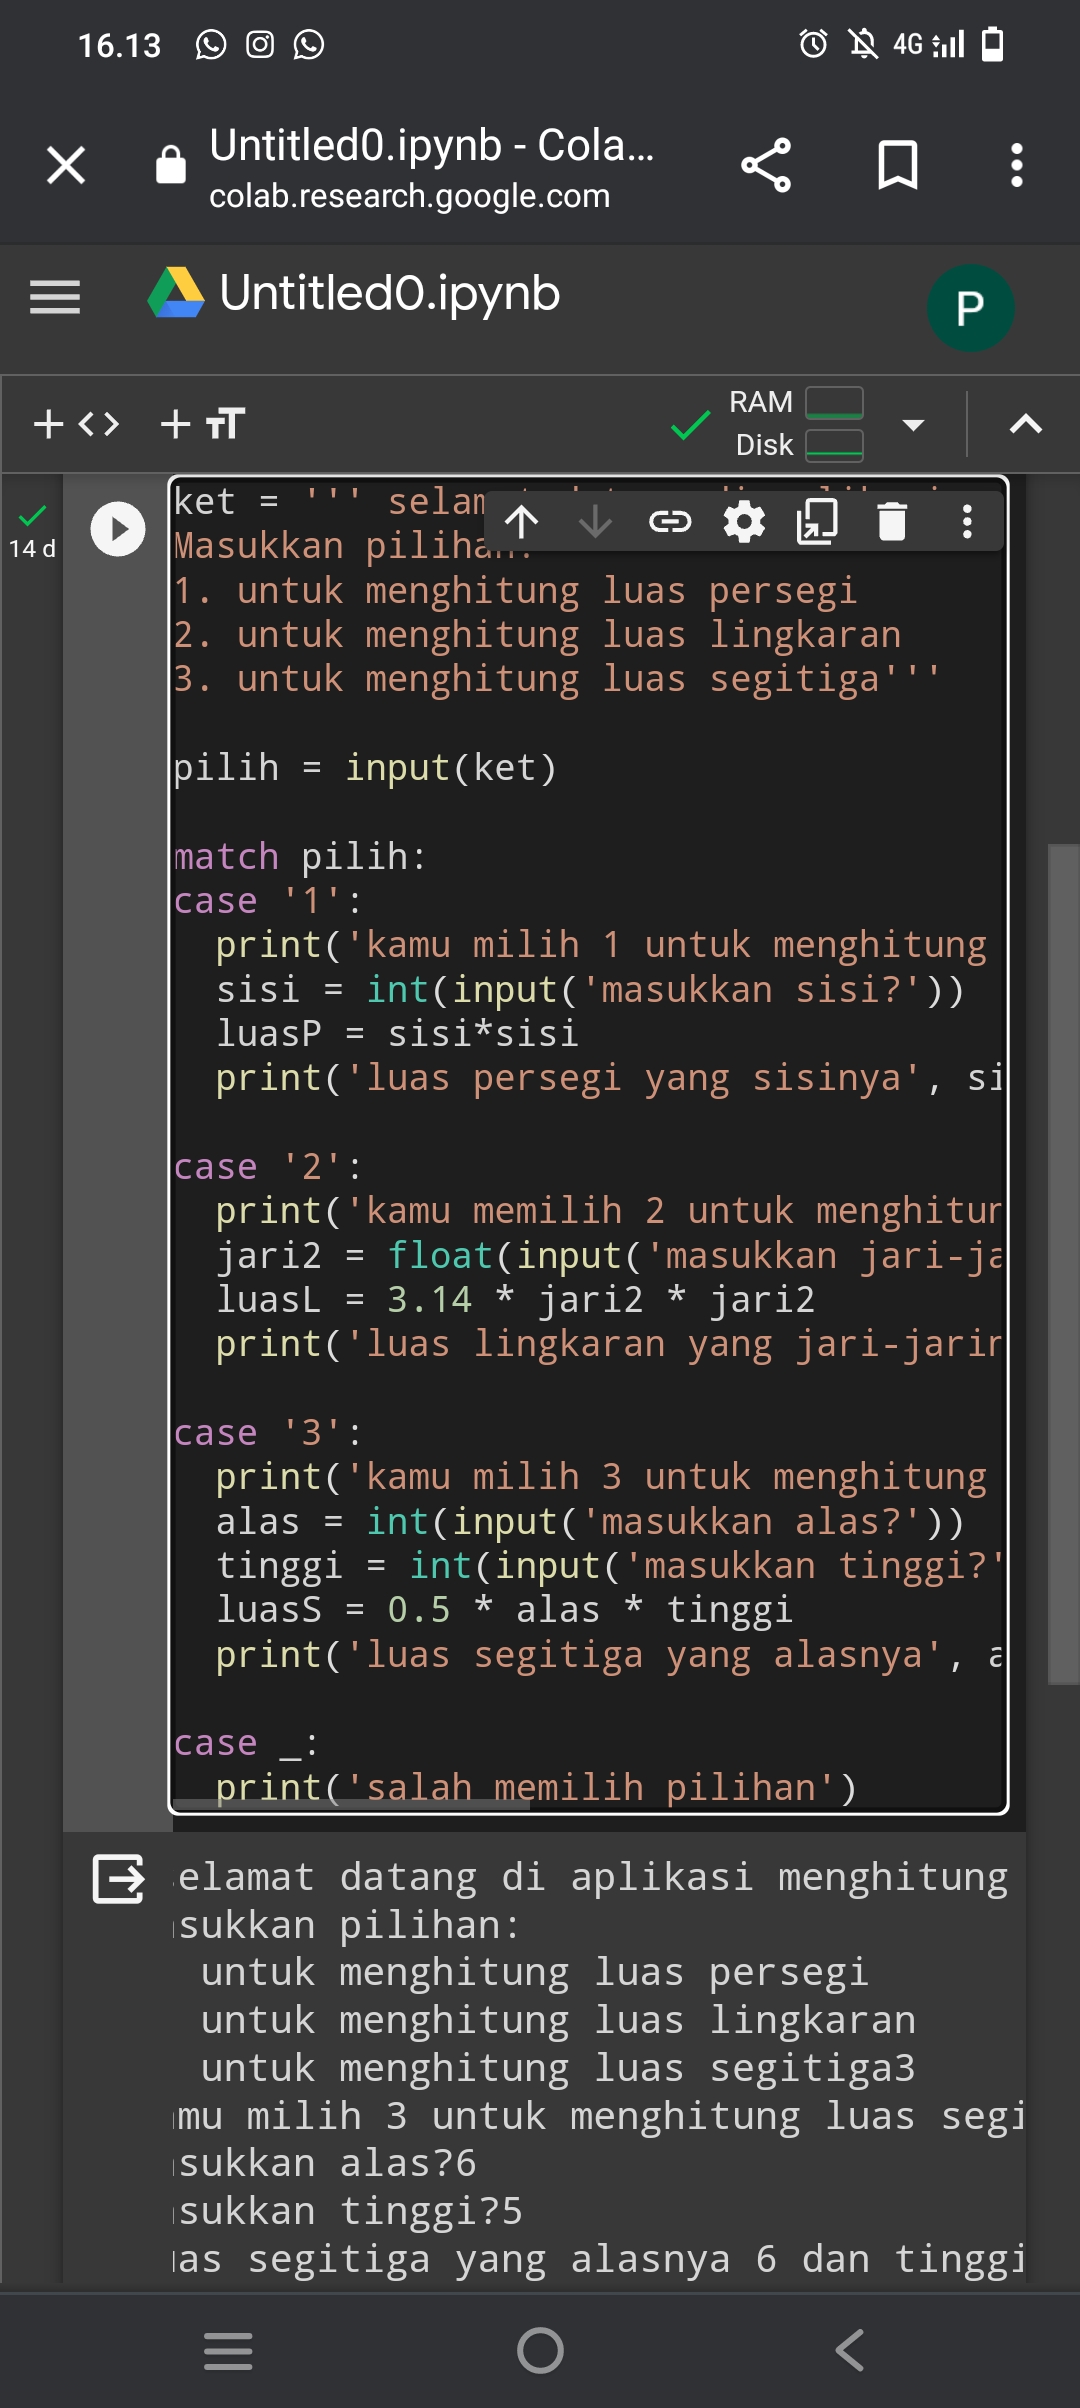 16.13
4G
Untitled0.ipynb - Cola...
colab.research.google.com
Untitled0.ipynb
P
RAM
Disk
14 d
ket = '''
Masukkan
1. untuk menghitung luas persegi
2. untuk menghitung luas lingkaran
3. untuk menghitung luas segitiga'''
pilih = input(ket)
match pilih:
case '1':
print('kamu milih 1 untuk menghitung
sisi = int(input('masukkan sisi?'))
luasP = sisi*sisi
print('luas persegi yang sisinya', si
case '2':
print('kamu memilih 2 untuk menghitun
jari2 = float(input('masukkan jari-ja
luasL = 3.14 * jari2 * jari2
print('luas lingkaran yang jari-jarin
case '3':
print('kamu milih 3 untuk menghitung
alas = int(input('masukkan alas?'))
tinggi = int(input('masukkan tinggi?'
luasS = 0.5 * alas * tinggi
print('luas segitiga yang alasnya', a
case _:
print('salah memilih pilihan')
elamat datang di aplikasi menghitung
sukkan pilihan:
untuk menghitung luas persegi
untuk menghitung luas lingkaran
untuk menghitung luas segitiga3
mu milih 3 untuk menghitung luas segi
sukkan alas?6
sukkan tinggi?5
as segitiga yang alasnya 6 dan tinggi